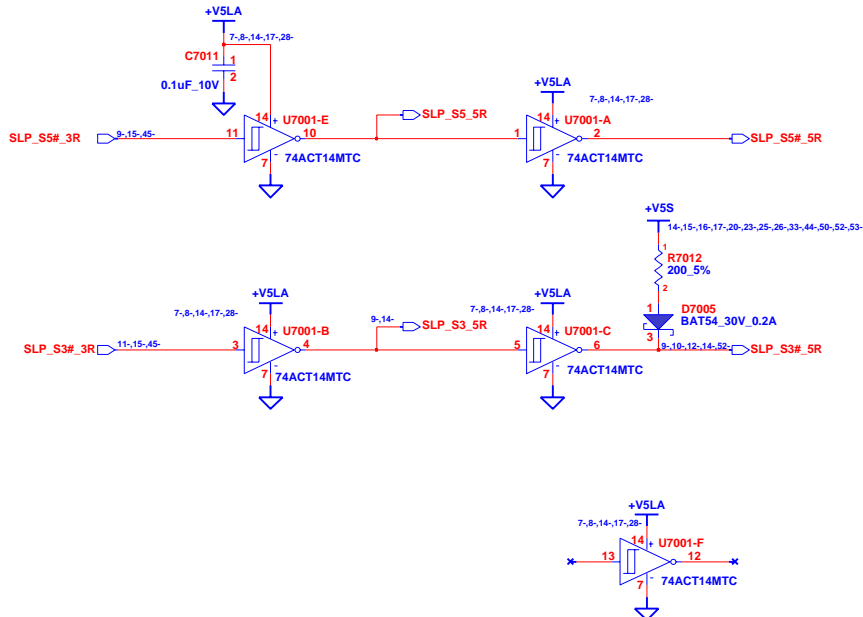 +V5LA
7-,8-,14-,17-,28-
C7011
1
2
0.1uF_10V
14 + U7001-E
SLP_S5#_3R
9-,15-,45-
11
10
7 -
74ACT14MTC
SLP_S5_5R
+V5LA
7-,8-,14-,17-,28-
14 + U7001-A
1
2
7 -
74ACT14MTC
SLP_S5#_5R
+V5S
14-,15-,16-,17-,20-,23-,25-,26-,33-,44-,50-,52-,53-
1
R7012
200_5%
2
1
D7005
BAT54_30V_0.2A
3
+V5LA
7-,8-,14-,17-,28-
14 + U7001-B
SLP_S3#_3R
11-,15-,45-
3
4
7 -
74ACT14MTC
9-,14-
SLP_S3_5R
+V5LA
7-,8-,14-,17-,28-
14 + U7001-C
5
6
7 -
74ACT14MTC
9-,10-,12-,14-,52-
SLP_S3#_5R
+V5LA
7-,8-,14-,17-,28-
14 + U7001-F
13
12
7 -
74ACT14MTC